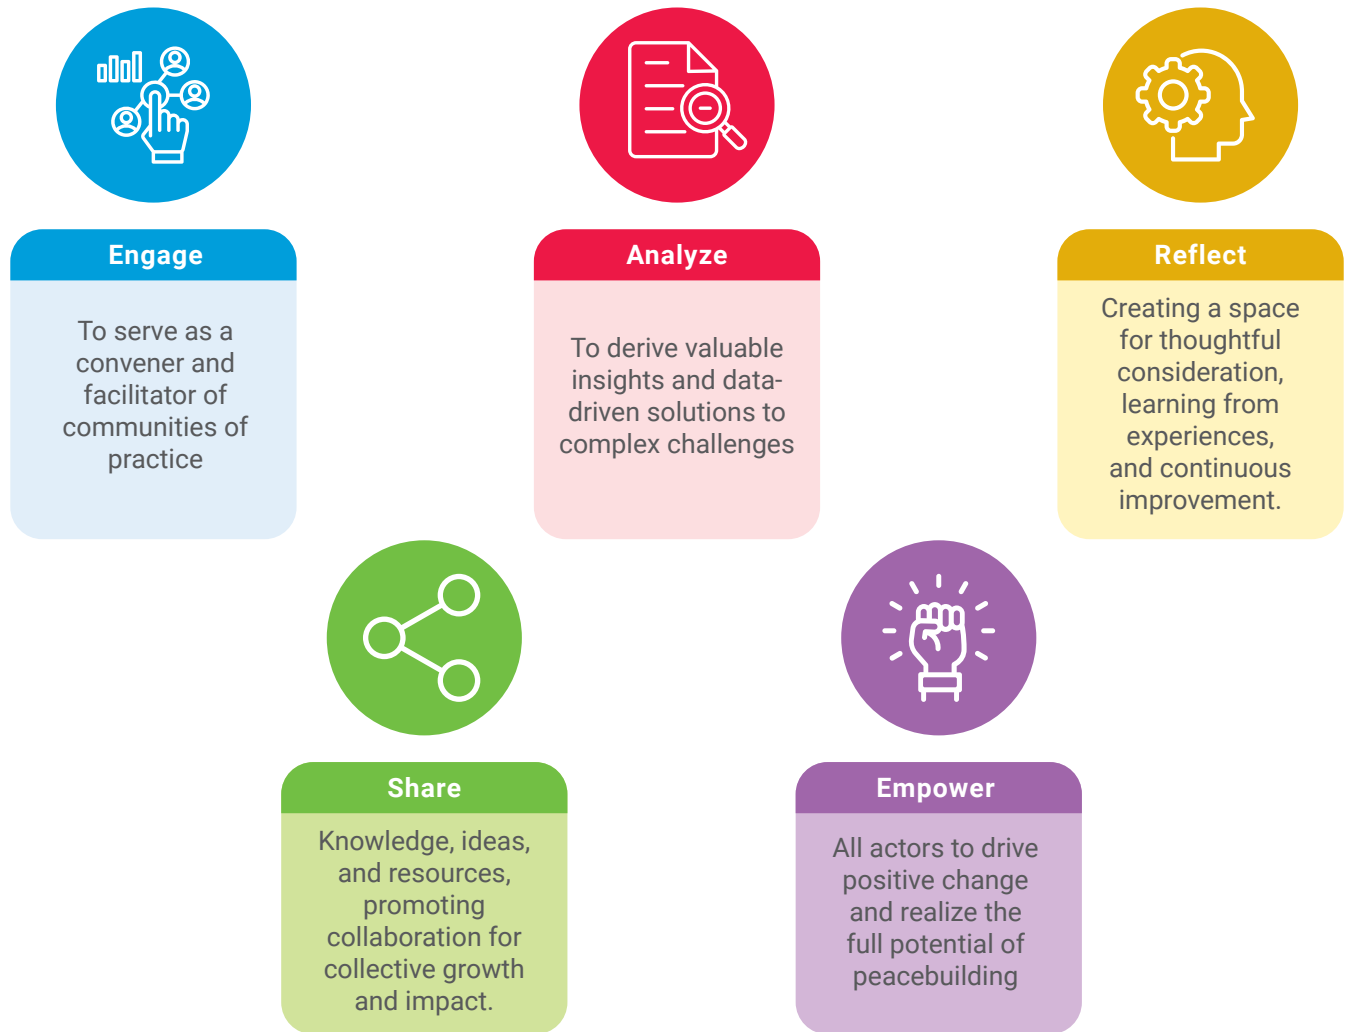 Engage
To serve as a
convener and
facilitator of
communities of
practice
Analyze
To derive valuable
insights and data-
driven solutions to
complex challenges
Reflect
Creating a space
for thoughtful
consideration,
learning from
experiences,
and continuous
improvement.
Share
Knowledge, ideas,
and resources,
promoting
collaboration for
collective growth
and impact.
Empower
All actors to drive
positive change
and realize the
full potential of
peacebuilding